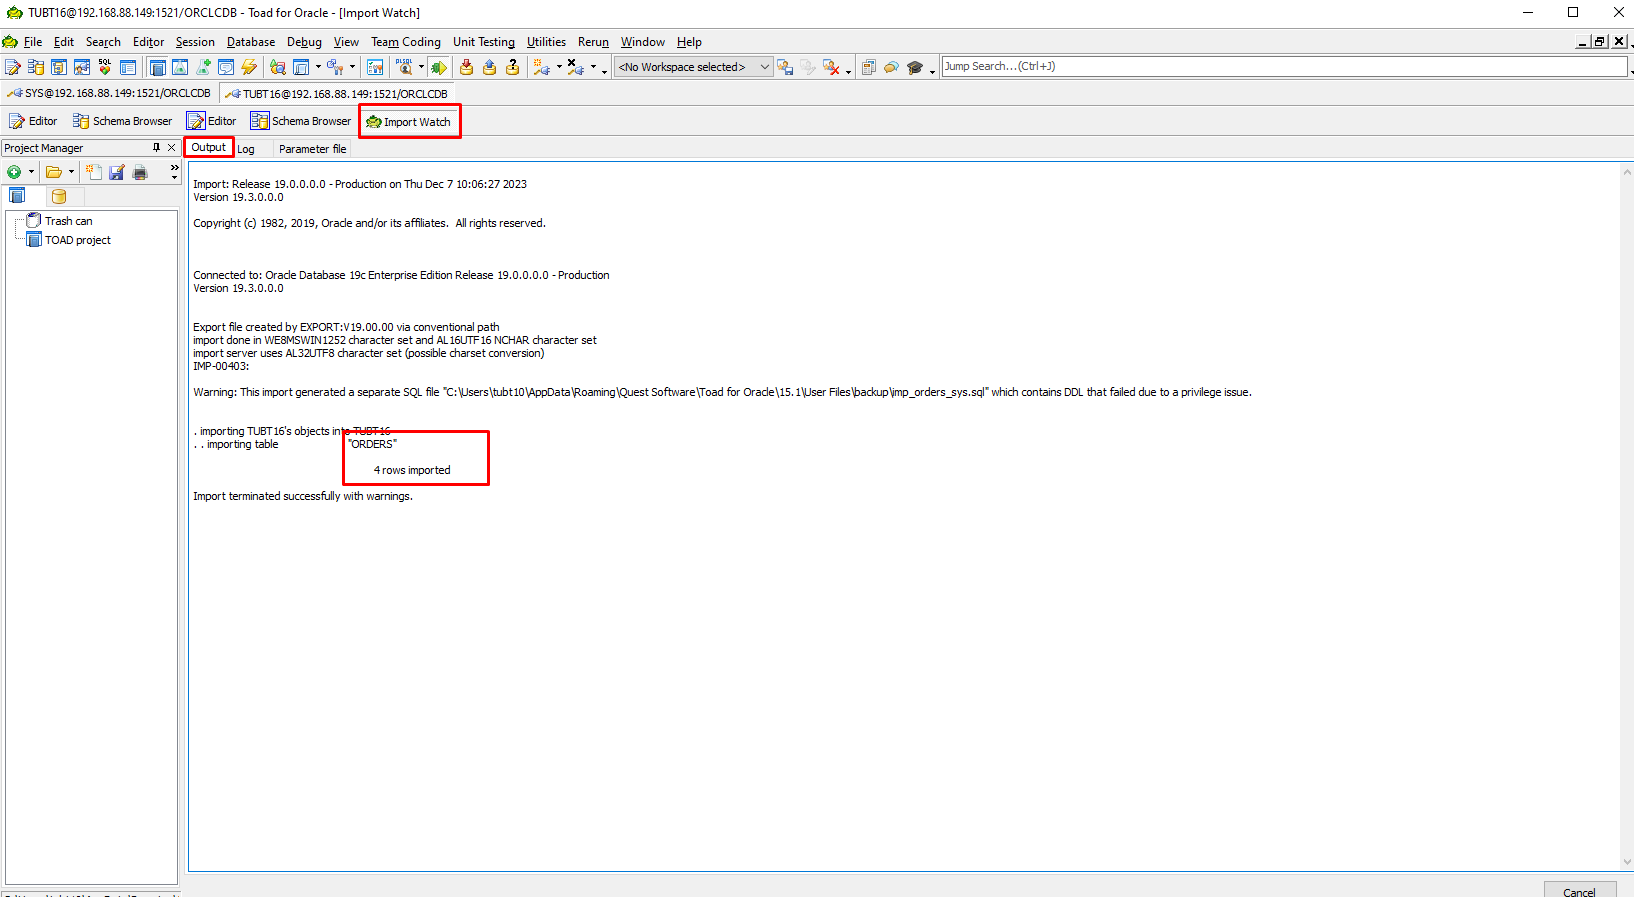 TUBT16@192.168.88.149:1521/ORCLCDB - Toad for Oracle - [Import Watch]
File Edit Search Editor Session Database Debug View Team Coding Unit Testing Utilities Rerun Window Help
SQL
PLSQL
<No Workspace selected>
Jump Search...(Ctrl+J)
SYS@192.168.88.149:1521/ORCLCDB TUBT16@192.168.88.149:1521/ORCLCDB
Editor Schema Browser Editor Schema Browser Import Watch
Project Manager
Output Log Parameter file
Trash can
TOAD project
Import: Release 19.0.0.0.0 - Production on Thu Dec 7 10:06:27 2023
Version 19.3.0.0.0
Copyright (c) 1982, 2019, Oracle and/or its affiliates.  All rights reserved.
Connected to: Oracle Database 19c Enterprise Edition Release 19.0.0.0.0 - Production
Version 19.3.0.0.0
Export file created by EXPORT:V19.00.00 via conventional path
import done in WE8MSWIN1252 character set and AL16UTF16 NCHAR character set
import server uses AL32UTF8 character set (possible charset conversion)
IMP-00403:
Warning: This import generated a separate SQL file "C:\Users\tubt10\AppData\Roaming\Quest Software\Toad for Oracle\15.1\User Files\backup\imp_orders_sys.sql" which contains DDL that failed due to a privilege issue.
. importing TUBT16's objects into TUBT16
. . importing table "ORDERS"
4 rows imported
Import terminated successfully with warnings.
Cancel